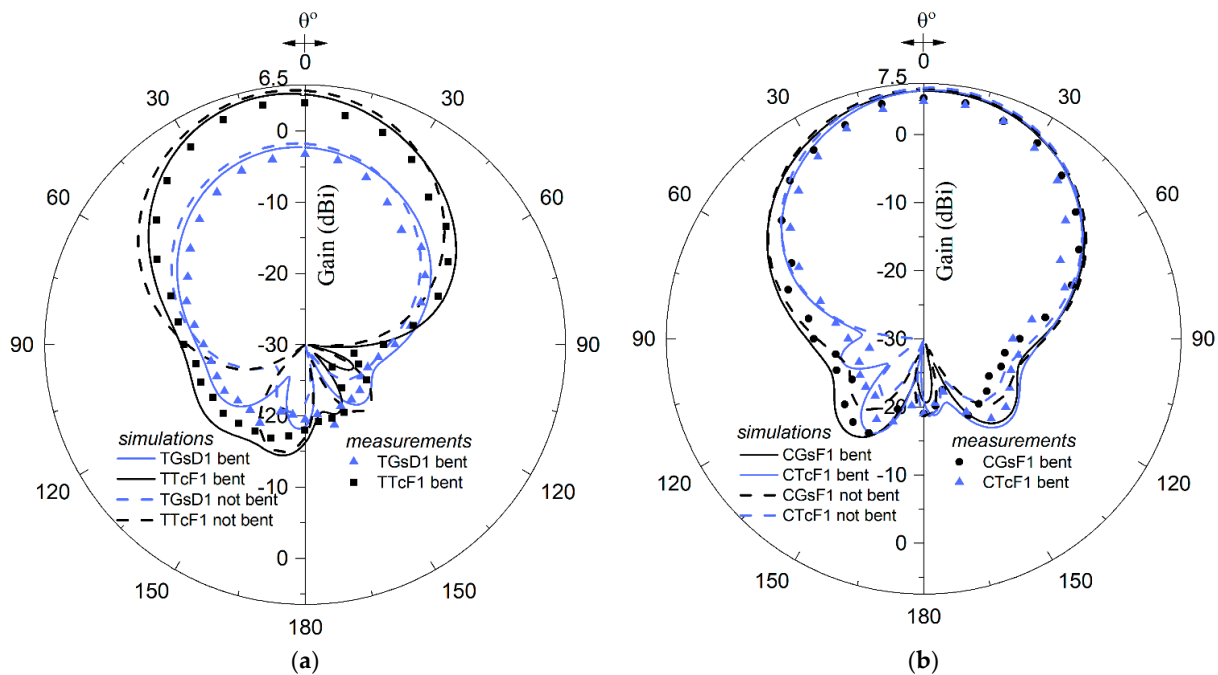 θº
0
6.5
30
30
0
60
60
-10
Gain (dBi)
-20
90
90
-30
-20
simulations
measurements
TGsD1 bent
TGsD1 bent
TTcF1 bent
TTcF1 bent
-10
TGsD1 not bent
TTcF1 not bent
120
120
0
150
150
180
(a)
θº
0
7.5
30
30
0
60
60
-10
Gain (dBi)
-20
90
90
-30
-20
simulations
measurements
CGsF1 bent
CGsF1 bent
CTcF1 bent
CTcF1 bent
-10
CGsF1 not bent
CTcF1 not bent
120
120
0
150
150
180
(b)